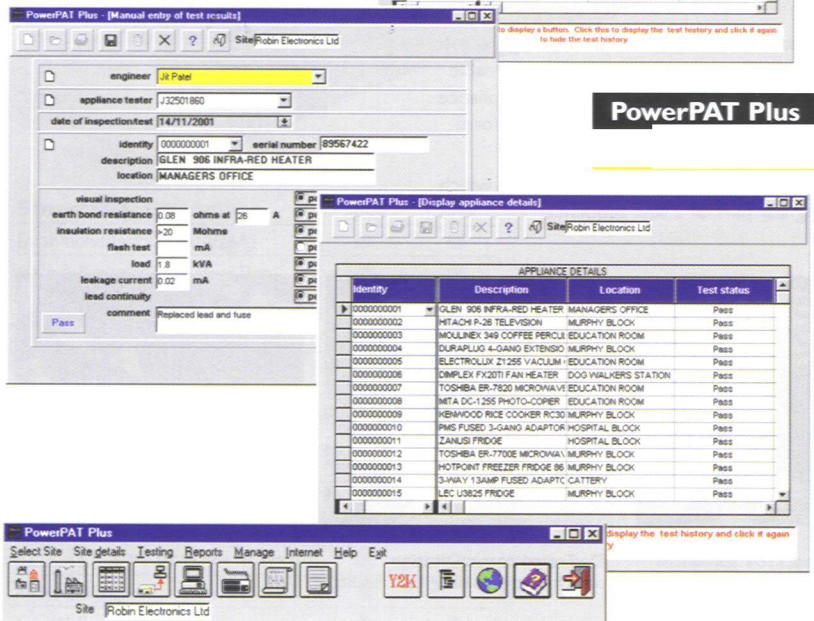 PowerPAT Plus - [Manual entry of test results]
Site Robin Electronics Ltd
engineer Jit Patel
appliance tester J32501860
date of inspection/test 14/11/2001
identity 0000000001 serial number 89567422
description GLEN 906 INFRA-RED HEATER
location MANAGERS OFFICE
visual inspection
earth bond resistance 0.08 ohms at 26 A
insulation resistance >20 Mohms
flash test mA
load 1.8 kVA
leakage current 0.02 mA
lead continuity
comment Replaced lead and fuse
Pass
to display a button. Click this to display the test history and click it again
to hide the test history
PowerPAT Plus
PowerPAT Plus - [Display appliance details]
Site Robin Electronics Ltd
APPLIANCE DETAILS
Identity Description Location Test status
0000000001 GLEN 906 INFRA-RED HEATER MANAGERS OFFICE Pass
0000000002 HITACHI P-26 TELEVISION MURPHY BLOCK Pass
0000000003 MOULINEX 349 COFFEE PERCUL EDUCATION ROOM Pass
0000000004 DURAPLUG 4-GANG EXTENSIO MURPHY BLOCK Pass
0000000005 ELECTROLUX Z1255 VACUUM EDUCATION ROOM Pass
0000000006 DIMPLEX FX20TI FAN HEATER DOG WALKERS STATION Pass
0000000007 TOSHIBA ER-7820 MICROWAVE EDUCATION ROOM Pass
0000000008 MITA DC-1255 PHOTO-COPIER EDUCATION ROOM Pass
0000000009 KENWOOD RICE COOKER RC30 MURPHY BLOCK Pass
0000000010 PMS FUSED 3-GANG ADAPTOR HOSPITAL BLOCK Pass
0000000011 ZANUSI FRIDGE HOSPITAL BLOCK Pass
0000000012 TOSHIBA ER-7700E MICROWAV MURPHY BLOCK Pass
0000000013 HOTPOINT FREEZER FRIDGE 86 MURPHY BLOCK Pass
0000000014 3-WAY 13AMP FUSED ADAPTO CATTERY Pass
0000000015 LEC U3825 FRIDGE MURPHY BLOCK Pass
display the test history and click it again
PowerPAT Plus
Select Site Site details Testing Reports Manage Internet Help Exit
Y2K
Site Robin Electronics Ltd